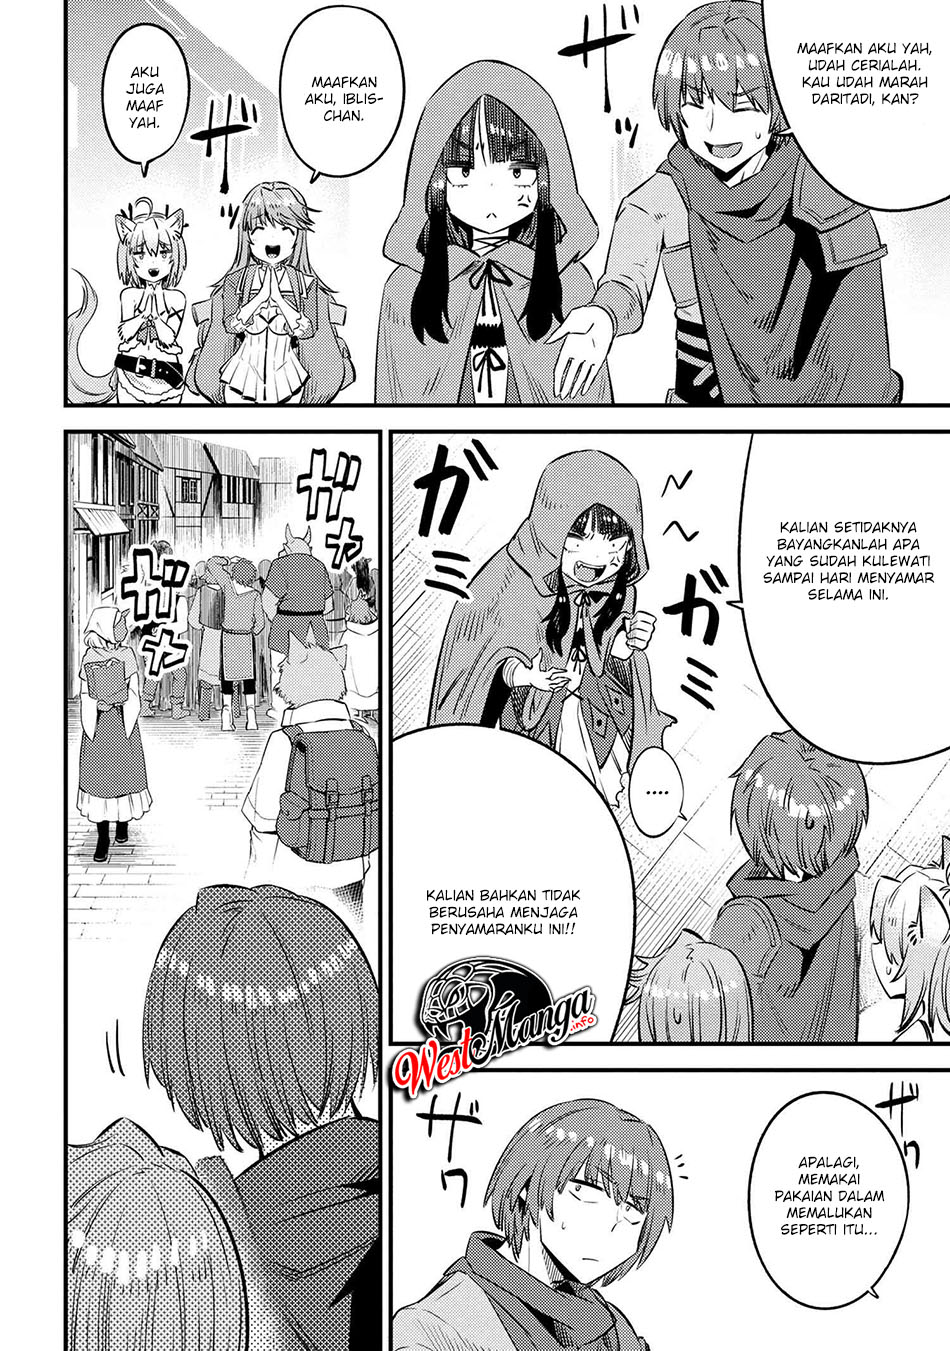 MAAFKAN AKU YAH,
UDAH CERIALAH.
KAU UDAH MARAH
DARITADI, KAN?
ザッ
ザッ
MAAFKAN
AKU, IBLIS-
CHAN.
AKU
JUGA
MAAF
YAH.
KALIAN SETIDAKNYA
BAYANGKANLAH APA
YANG SUDAH KULEWATI
SAMPAI HARI MENYAMAR
SELAMA INI.
ガミ
ガミ
.....
KALIAN BAHKAN TIDAK
BERUSAHA MENJAGA
PENYAMARANKU INI!!
WestManga
.info
ガヤ
ガヤ
APALAGI,
MEMAKAI
PAKAIAN DALAM
MEMALUKAN
SEPERTI ITU...
ザワ
ザワ